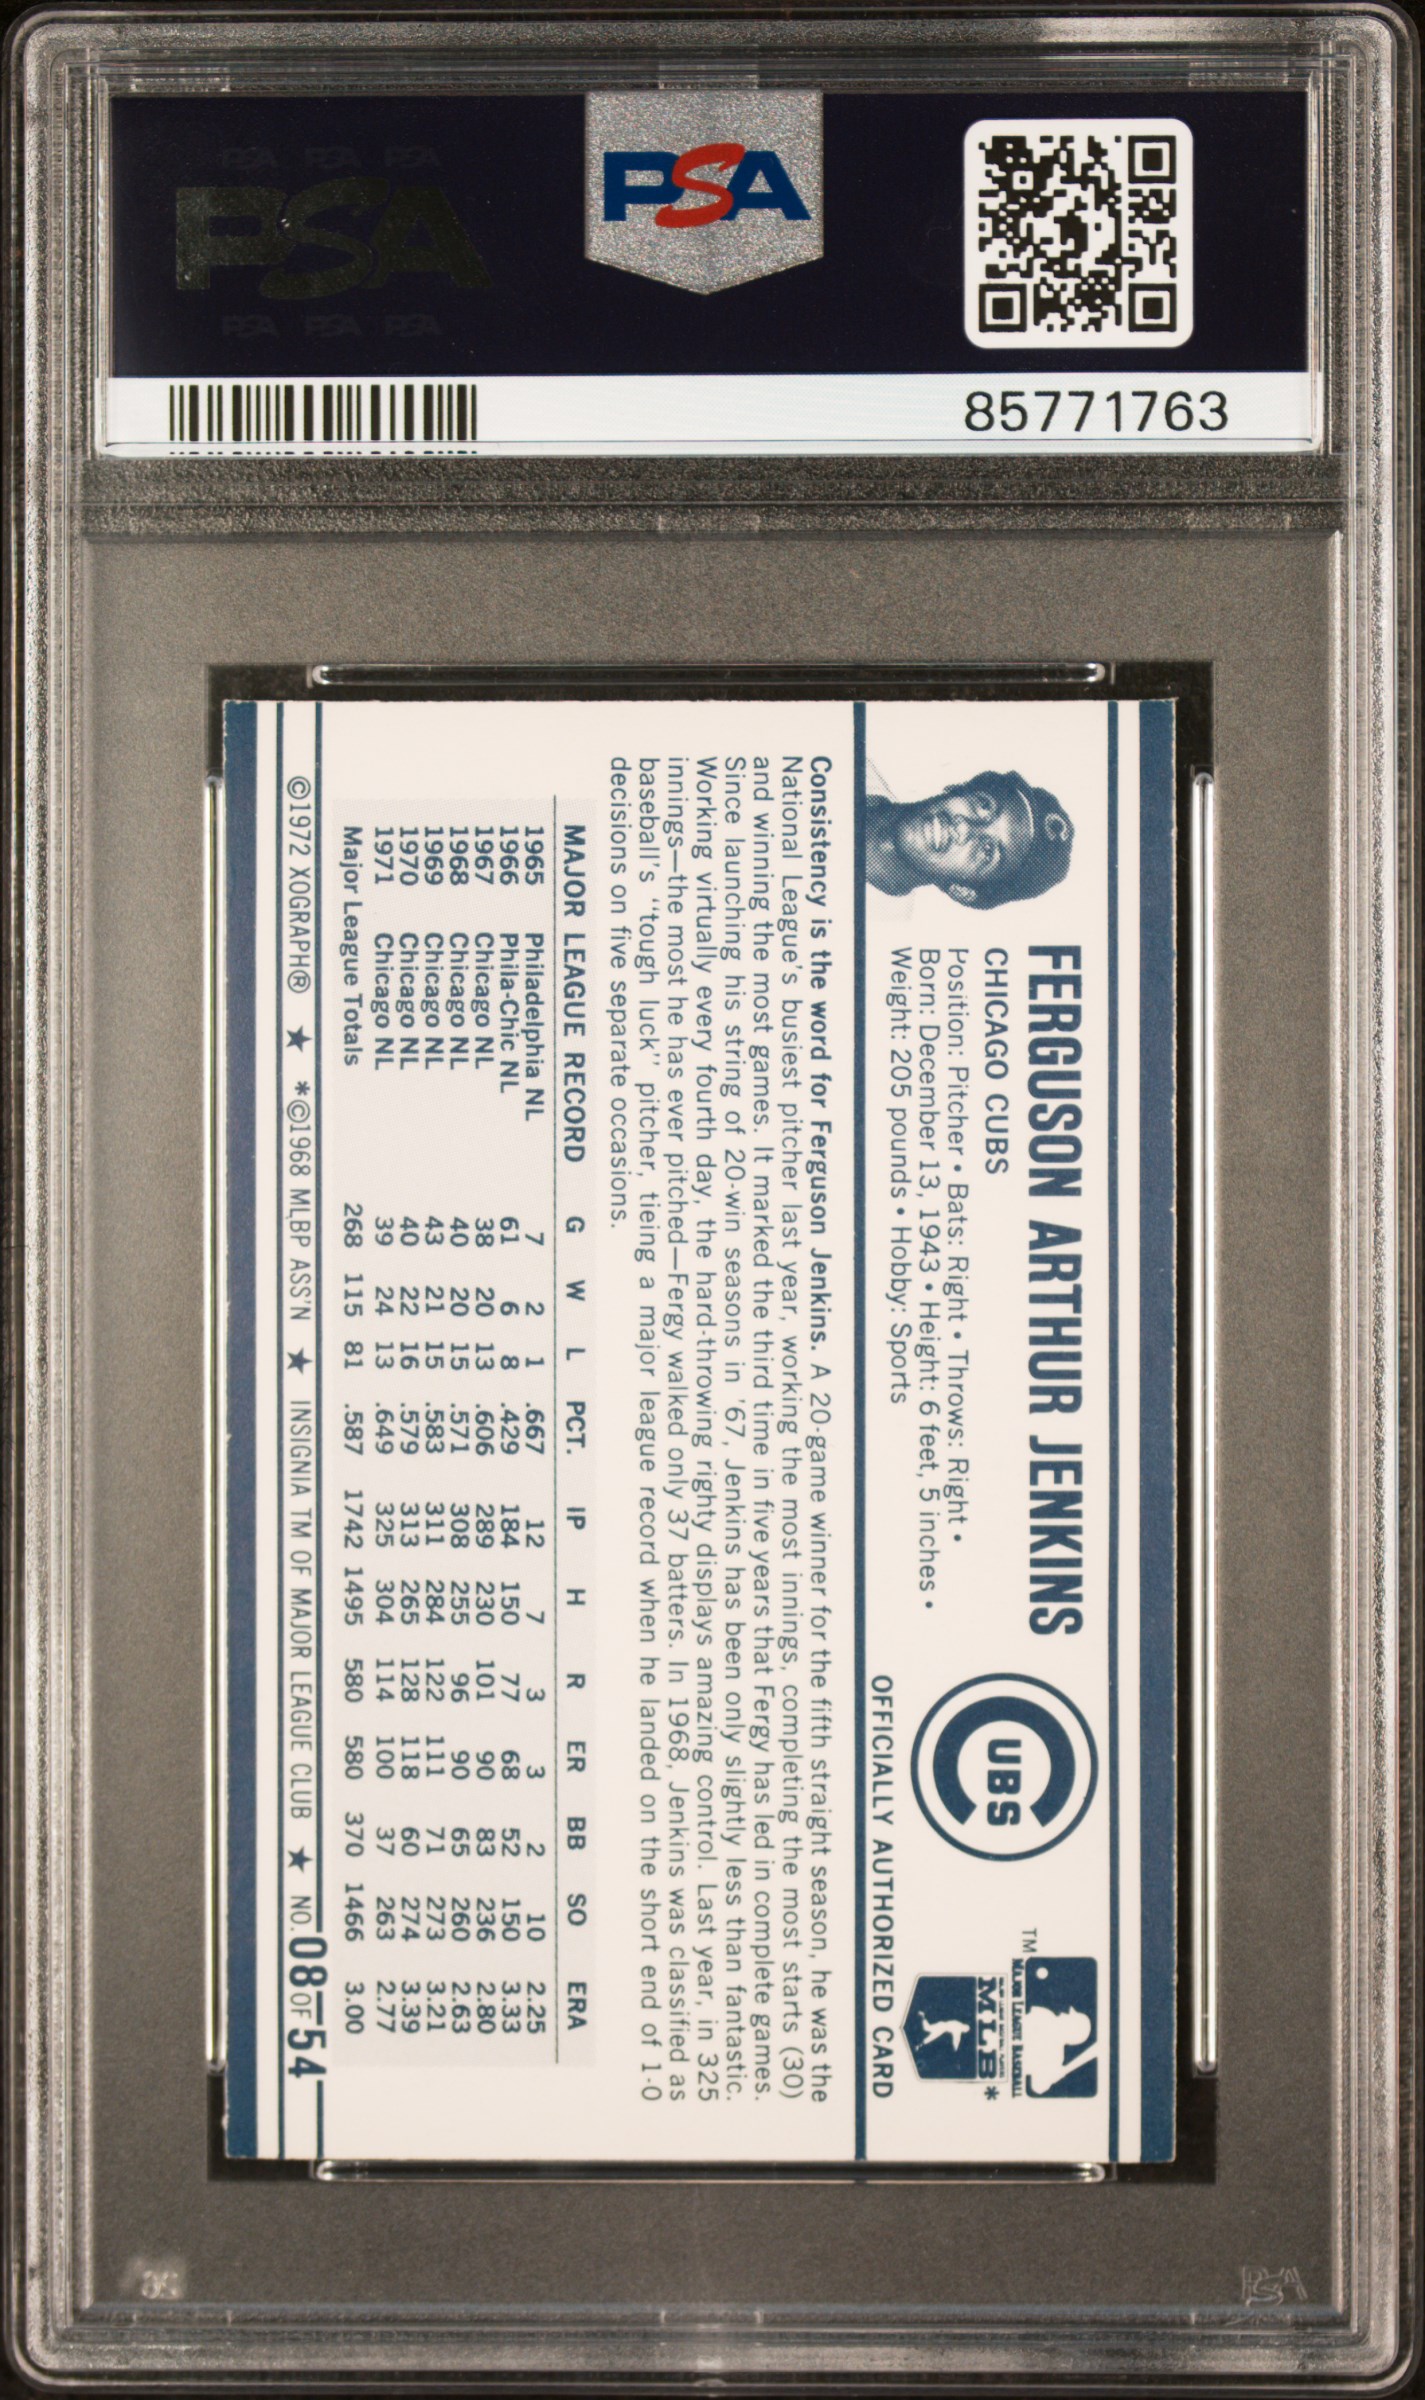 PSA PSA PSA
PSA
PSA PSA PSA
PSA
85771763
FERGUSON ARTHUR JENKINS
CHICAGO CUBS
Position: Pitcher • Bats: Right • Throws: Right •
Born: December 13, 1943 • Height: 6 feet, 5 inches •
Weight: 205 pounds • Hobby: Sports
CUBS
TM
MAJOR LEAGUE BASEBALL
MLB*
OFFICIALLY AUTHORIZED CARD
Consistency is the word for Ferguson Jenkins. A 20-game winner for the fifth straight season, he was the
National League's busiest pitcher last year, working the most innings, completing the most starts (30)
and winning the most games. It marked the third time in five years that Fergy has led in complete games.
Since launching his string of 20-win seasons in '67, Jenkins has been only slightly less than fantastic.
Working virtually every fourth day, the hard-throwing righty displays amazing control. Last year, in 325
innings—the most he has ever pitched—Fergy walked only 37 batters. In 1968, Jenkins was classified as
baseball's "tough luck" pitcher, tieing a major league record when he landed on the short end of 1-0
decisions on five separate occasions.
MAJOR LEAGUE RECORD G W L PCT. IP H R ER BB SO ERA
1965 Philadelphia NL 7 2 1 .667 12 7 3 3 2 10 2.25
1966 Phila-Chic NL 61 6 8 .429 184 150 77 68 52 150 3.33
1967 Chicago NL 38 20 13 .606 289 230 101 90 83 236 2.80
1968 Chicago NL 40 20 15 .571 308 255 96 90 65 260 2.63
1969 Chicago NL 43 21 15 .583 311 284 122 111 71 273 3.21
1970 Chicago NL 40 22 16 .579 313 265 128 118 60 274 3.39
1971 Chicago NL 39 24 13 .649 325 304 114 100 37 263 2.77
Major League Totals 268 115 81 .587 1742 1495 580 580 370 1466 3.00
©1972 XOGRAPH® ★ *©1968 MLBP ASS'N ★ INSIGNIA TM OF MAJOR LEAGUE CLUB ★ NO. 08 OF 54
PSA